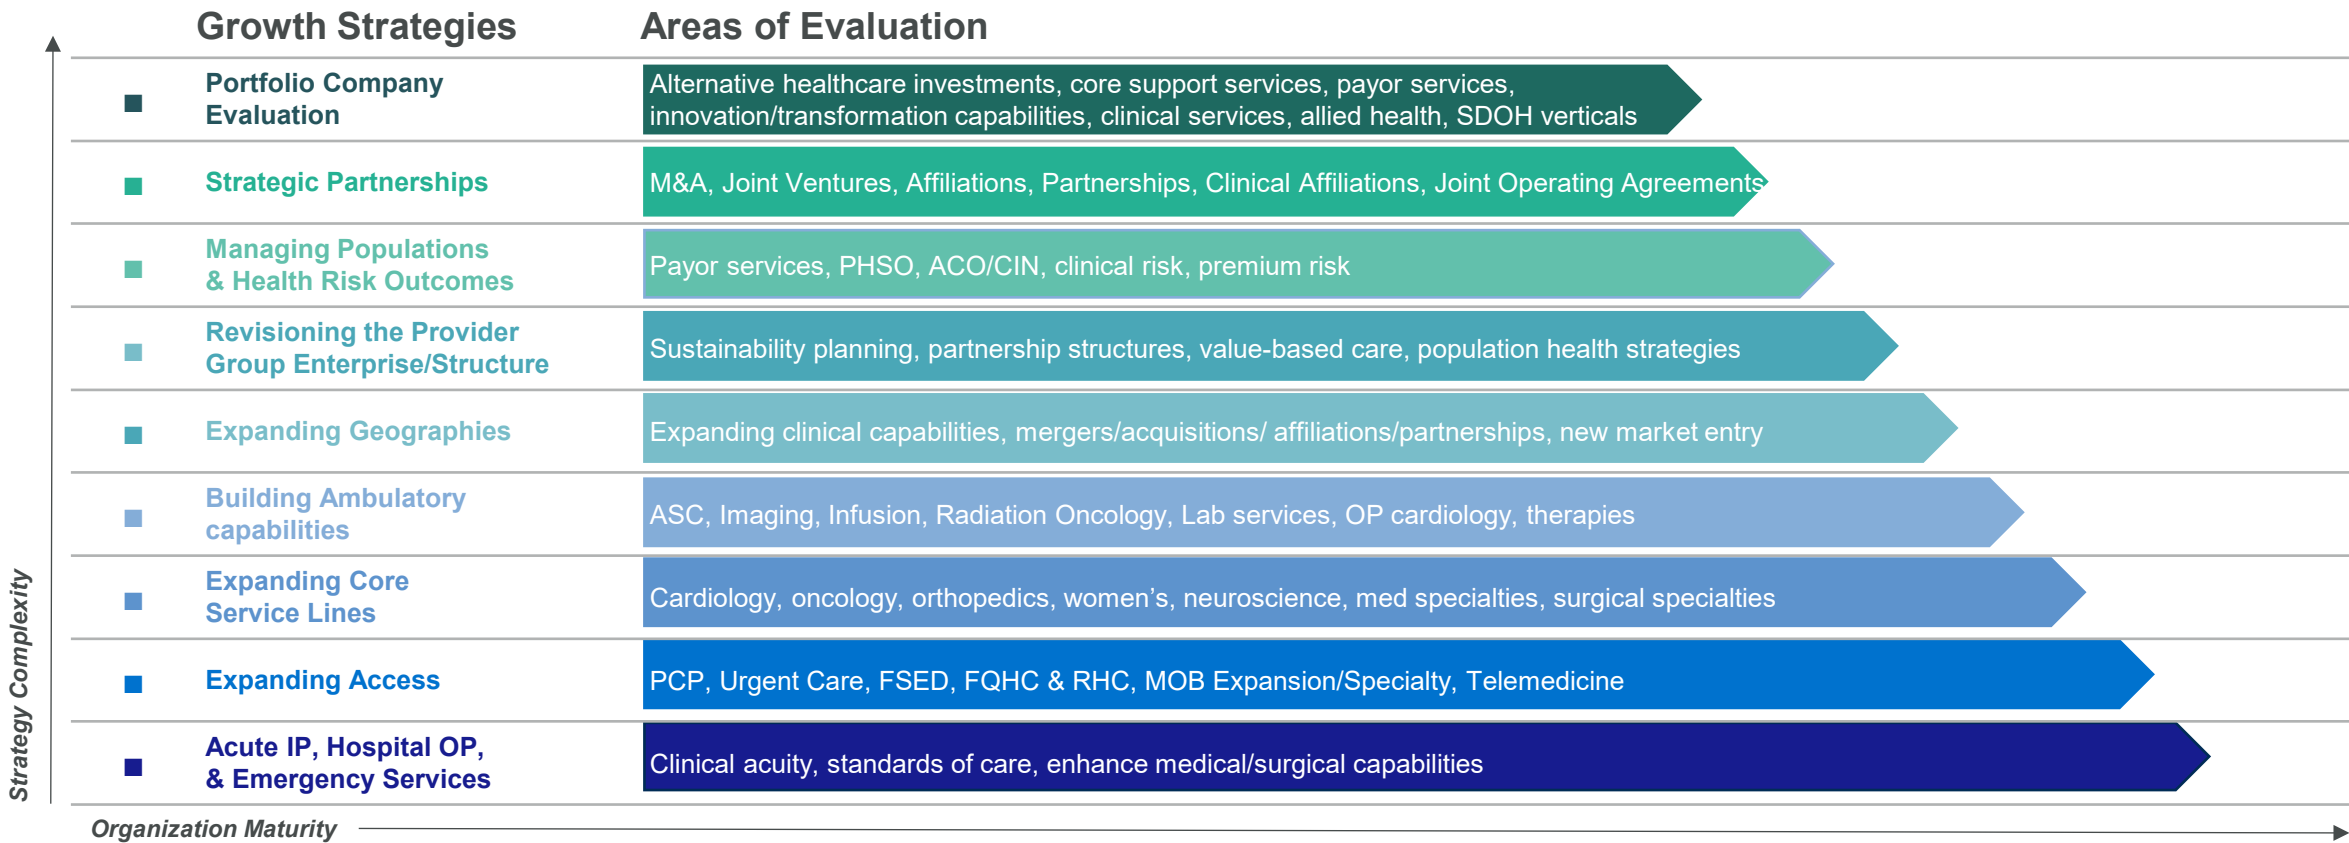 Growth Strategies
Areas of Evaluation
Portfolio Company
Evaluation
Alternative healthcare investments, core support services, payor services,
innovation/transformation capabilities, clinical services, allied health, SDOH verticals
Strategic Partnerships
M&A, Joint Ventures, Affiliations, Partnerships, Clinical Affiliations, Joint Operating Agreements
Managing Populations
& Health Risk Outcomes
Payor services, PHSO, ACO/CIN, clinical risk, premium risk
Revisioning the Provider
Group Enterprise/Structure
Sustainability planning, partnership structures, value-based care, population health strategies
Expanding Geographies
Expanding clinical capabilities, mergers/acquisitions/ affiliations/partnerships, new market entry
Building Ambulatory
capabilities
ASC, Imaging, Infusion, Radiation Oncology, Lab services, OP cardiology, therapies
Expanding Core
Service Lines
Cardiology, oncology, orthopedics, women’s, neuroscience, med specialties, surgical specialties
Expanding Access
PCP, Urgent Care, FSED, FQHC & RHC, MOB Expansion/Specialty, Telemedicine
Acute IP, Hospital OP,
& Emergency Services
Clinical acuity, standards of care, enhance medical/surgical capabilities
Strategy Complexity
Organization Maturity